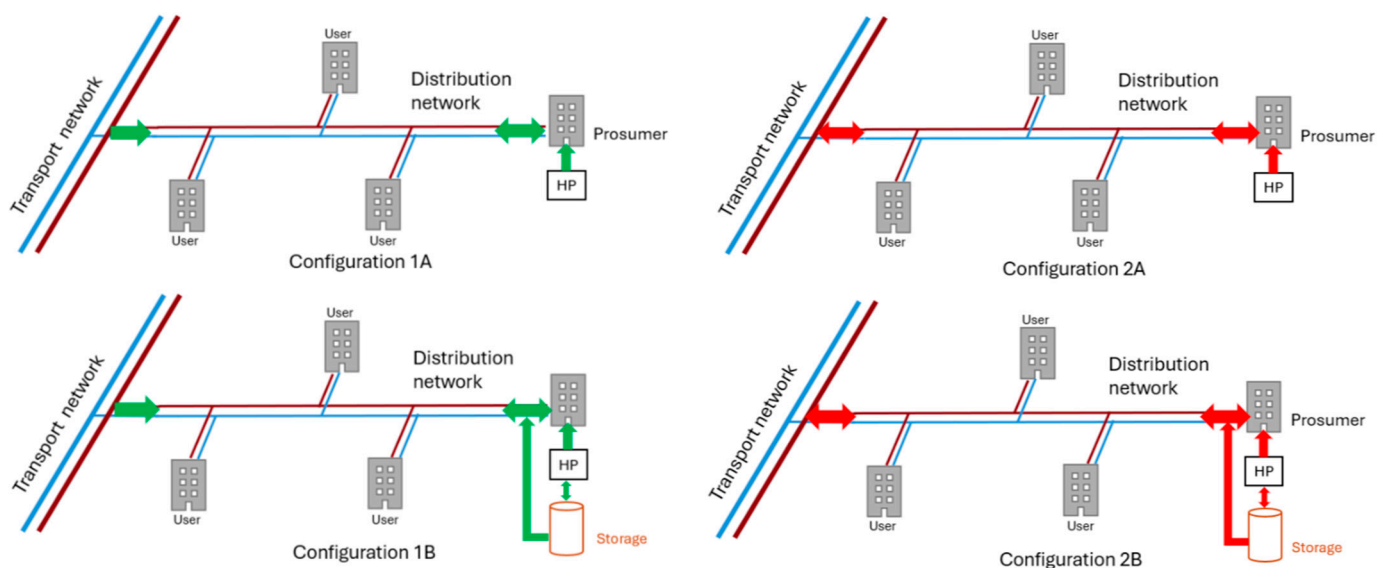 User
Transport network
Distribution
network
Prosumer
HP
User
User
Configuration 1A
User
Transport network
Distribution
network
Prosumer
HP
User
User
Configuration 2A
User
Transport network
Distribution
network
HP
User
User
Storage
Configuration 1B
User
Transport network
Distribution
network
Prosumer
HP
User
User
Storage
Configuration 2B